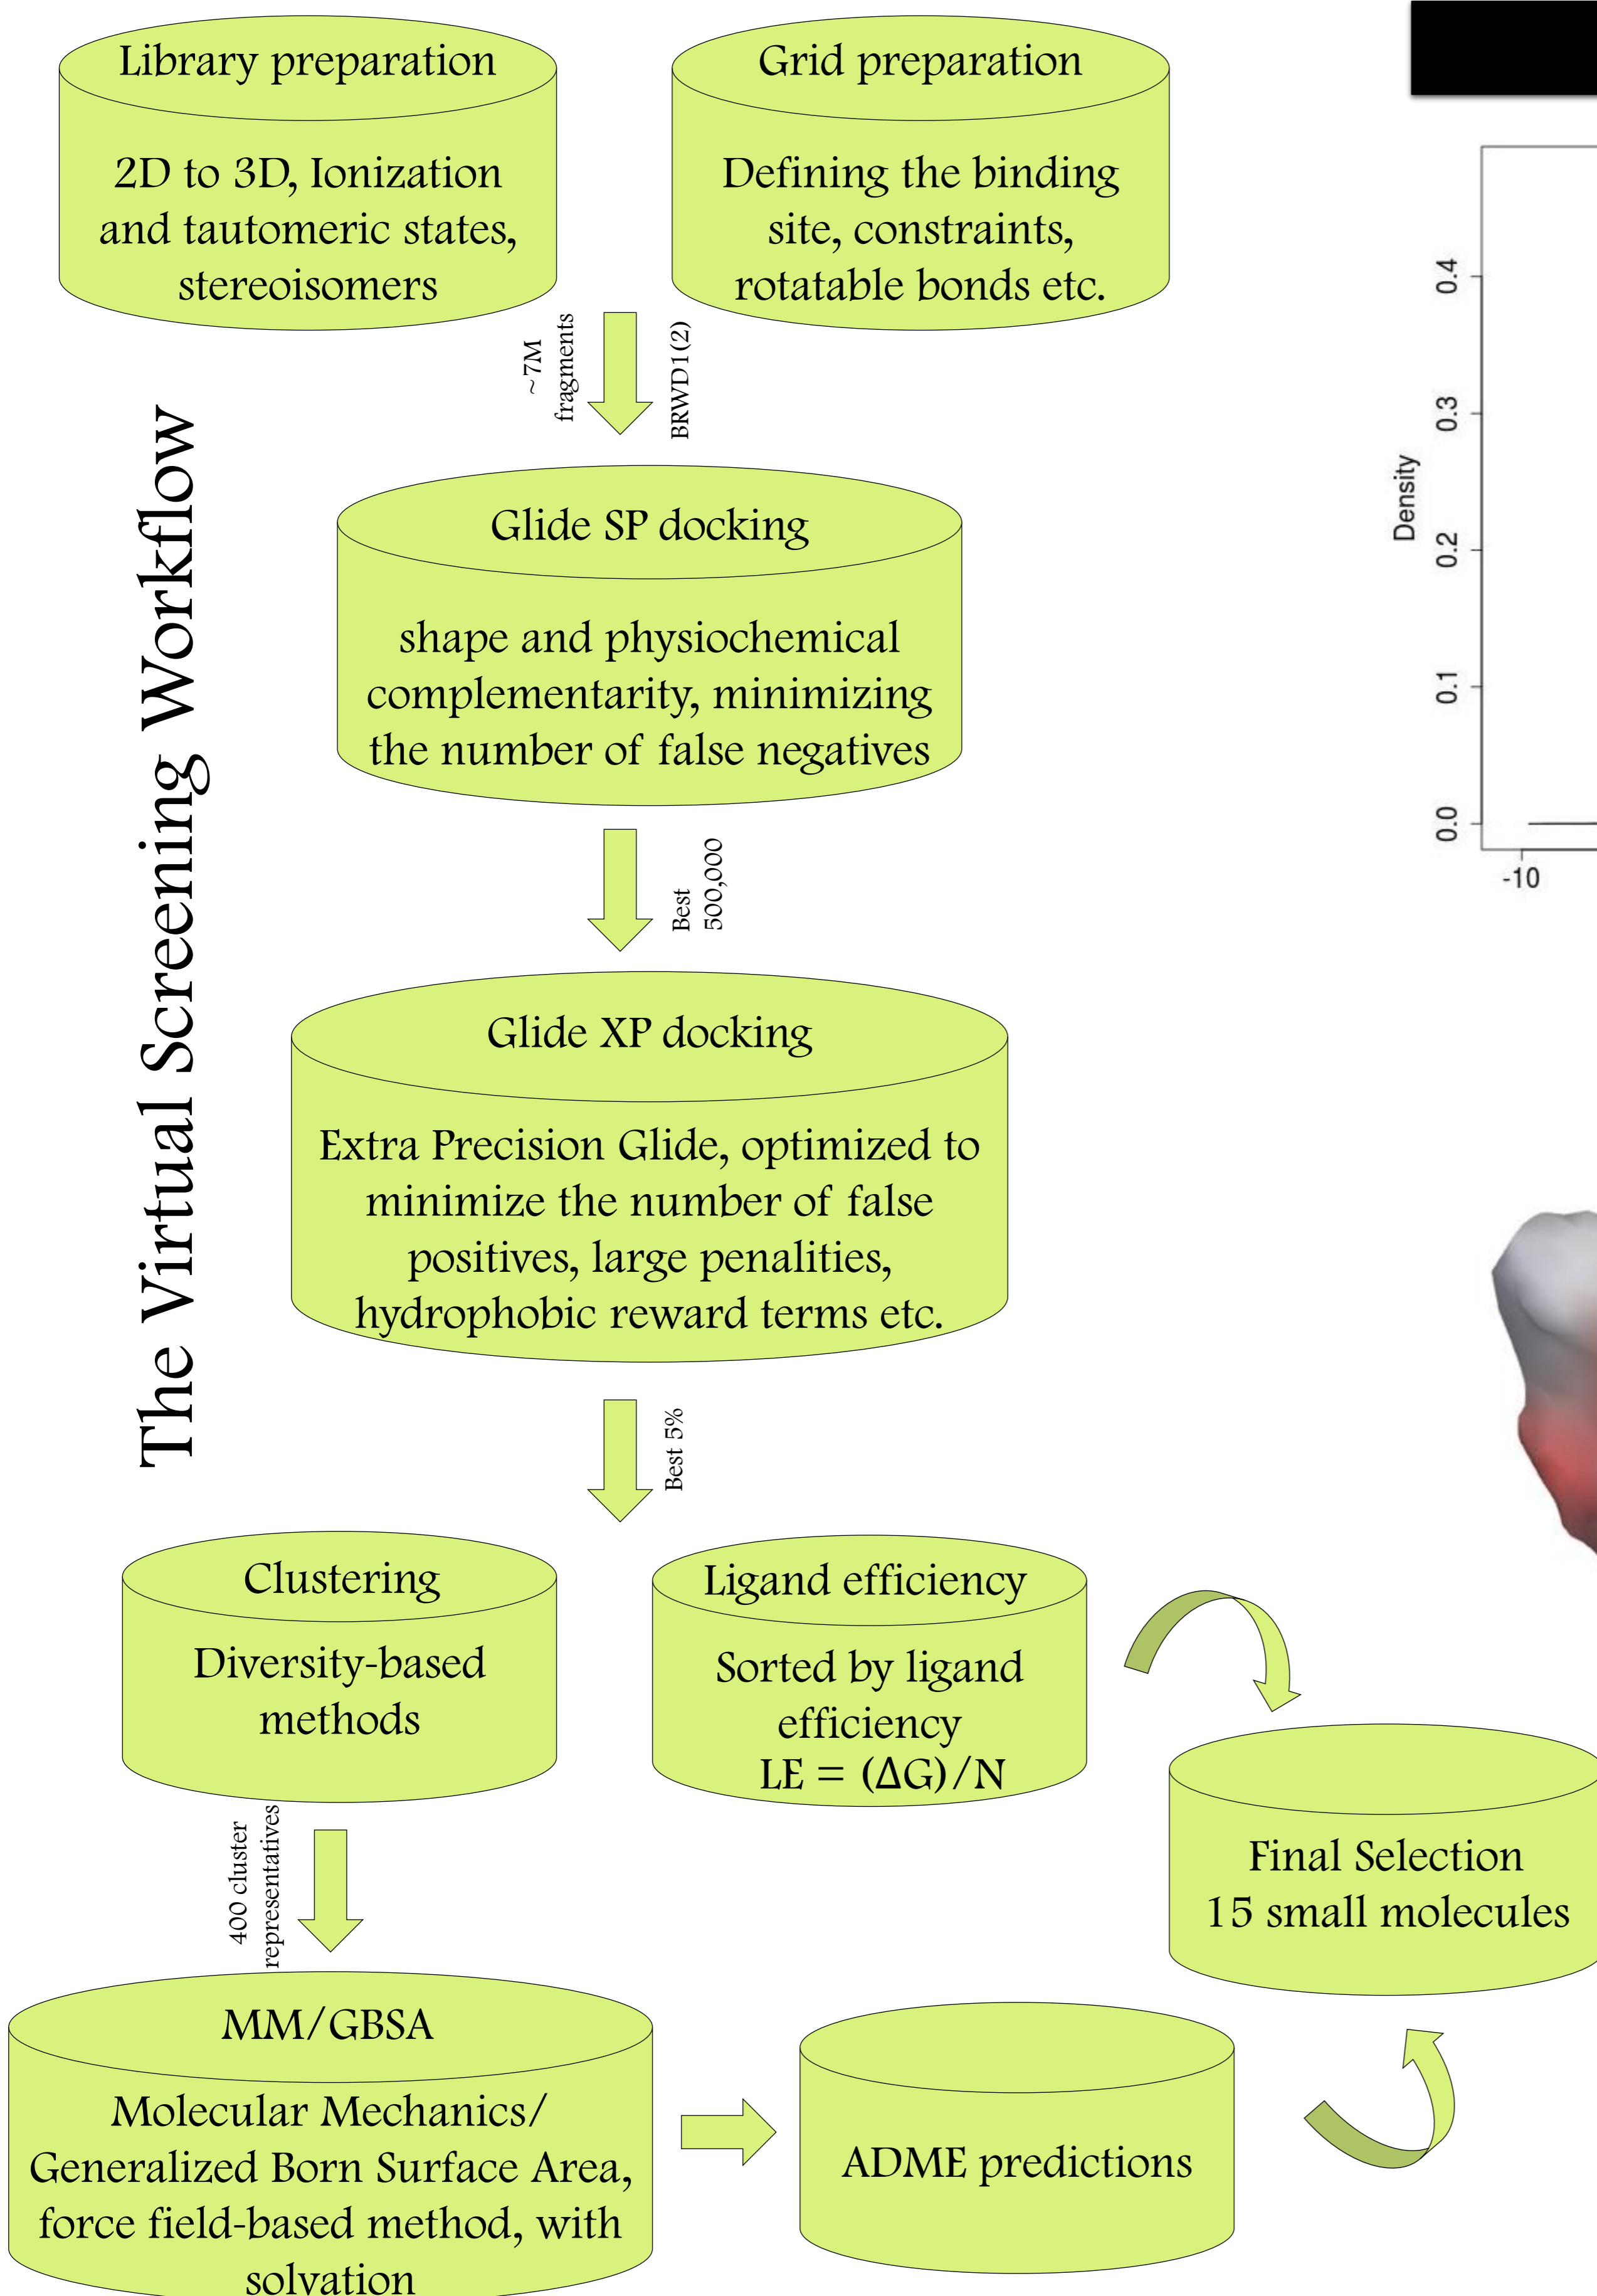 The Virtual Screening Workflow
Library preparation
2D to 3D, Ionization
and tautomeric states,
stereoisomers
Grid preparation
Defining the binding
site, constraints,
rotatable bonds etc.
~7M
fragments
BRWD1(2)
Glide SP docking
shape and physiochemical
complementarity, minimizing
the number of false negatives
Best
500,000
Glide XP docking
Extra Precision Glide, optimized to
minimize the number of false
positives, large penalities,
hydrophobic reward terms etc.
Best 5%
Clustering
Diversity-based
methods
Ligand efficiency
Sorted by ligand
efficiency
LE = (ΔG)/N
400 cluster
representatives
MM/GBSA
Molecular Mechanics/
Generalized Born Surface Area,
force field-based method, with
solvation
ADME predictions
Final Selection
15 small molecules
Density
0.4
0.3
0.2
0.1
0.0
-10